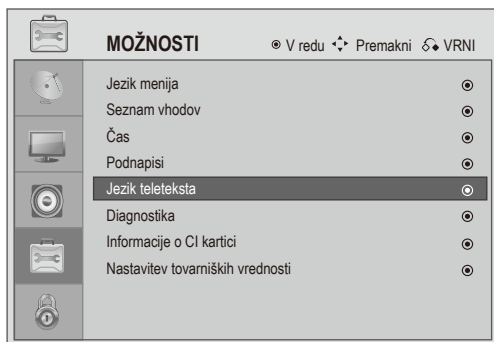 MOŽNOSTI V redu Premakni VRNI
Jezik menija
Seznam vhodov
Čas
Podnapisi
Jezik teleteksta
Diagnostika
Informacije o CI kartici
Nastavitev tovarniških vrednosti